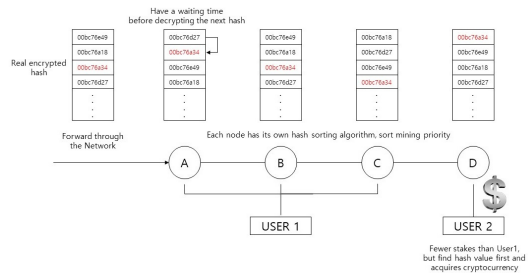 Have a waiting time
before decrypting the next hash
Real encrypted
hash
00bc76e49
00bc76a18
00bc76a34
00bc76d27
00bc76d27
00bc76a34
00bc76e49
00bc76a18
00bc76e49
00bc76d27
00bc76a34
00bc76a18
00bc76a18
00bc76d27
00bc76e49
00bc76a34
00bc76a34
00bc76e49
00bc76a18
00bc76d27
Forward through
the Network
Each node has its own hash sorting algorithm, sort mining priority
A
B
C
D
$
USER 1
USER 2
Fewer stakes than User1,
but find hash value first and
acquires cryptocurrency